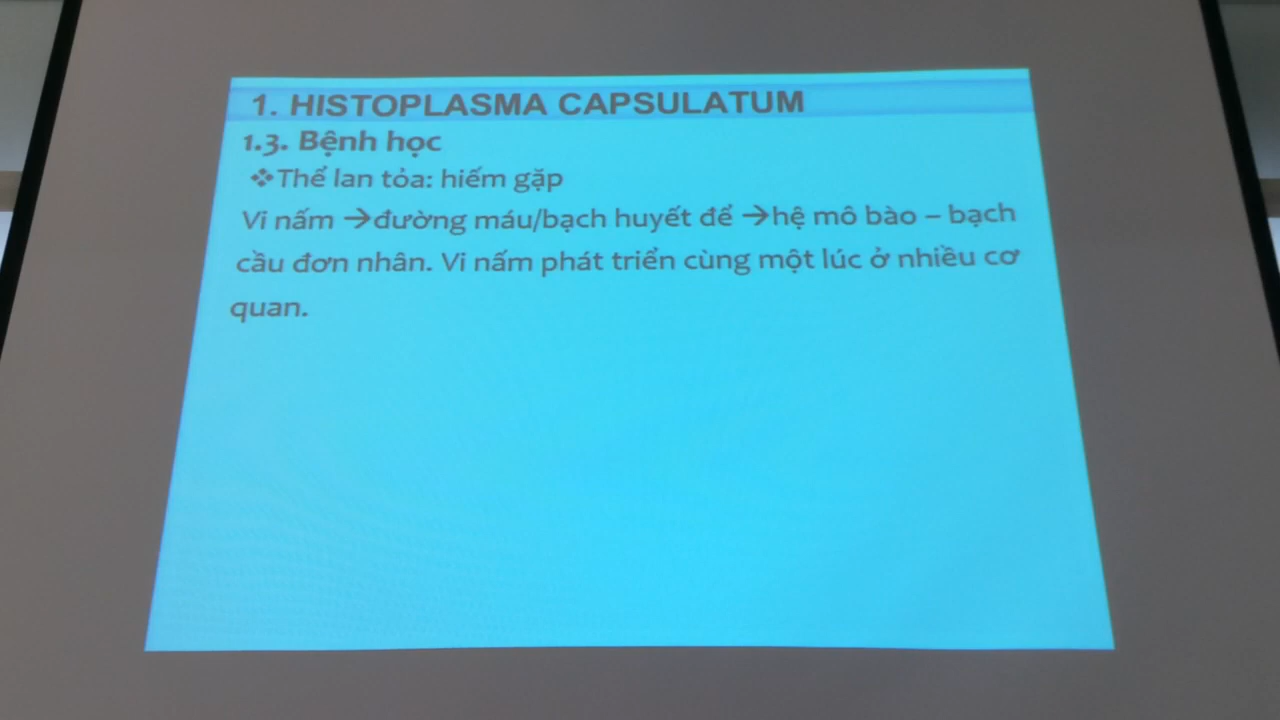 1. HISTOPLASMA CAPSULATUM
1.3. Bệnh học
❖Thể lan tỏa: hiếm gặp
Vi nấm →đường máu/bạch huyết để →hệ mô bào – bạch
cầu đơn nhân. Vi nấm phát triển cùng một lúc ở nhiều cơ
quan.